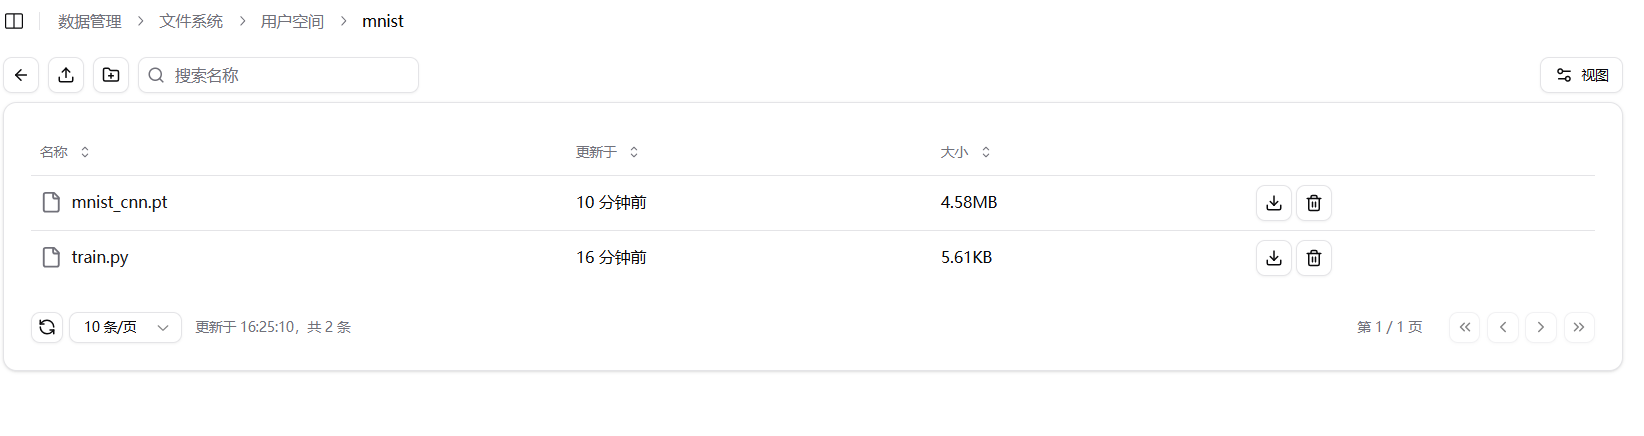 数据管理 > 文件系统 > 用户空间 > mnist
搜索名称 视图
名称 更新于 大小
mnist_cnn.pt 10 分钟前 4.58MB
train.py 16 分钟前 5.61KB
10 条/页 更新于 16:25:10，共 2 条 第 1 / 1 页